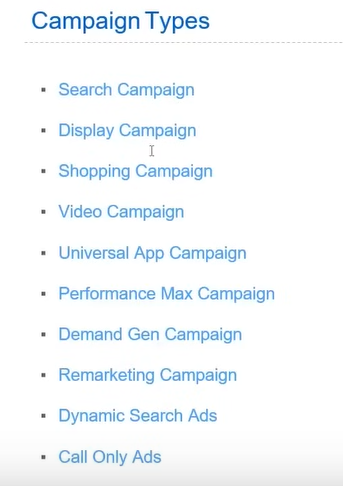 Campaign Types
Search Campaign
Display Campaign
Shopping Campaign
Video Campaign
Universal App Campaign
Performance Max Campaign
Demand Gen Campaign
Remarketing Campaign
Dynamic Search Ads
Call Only Ads